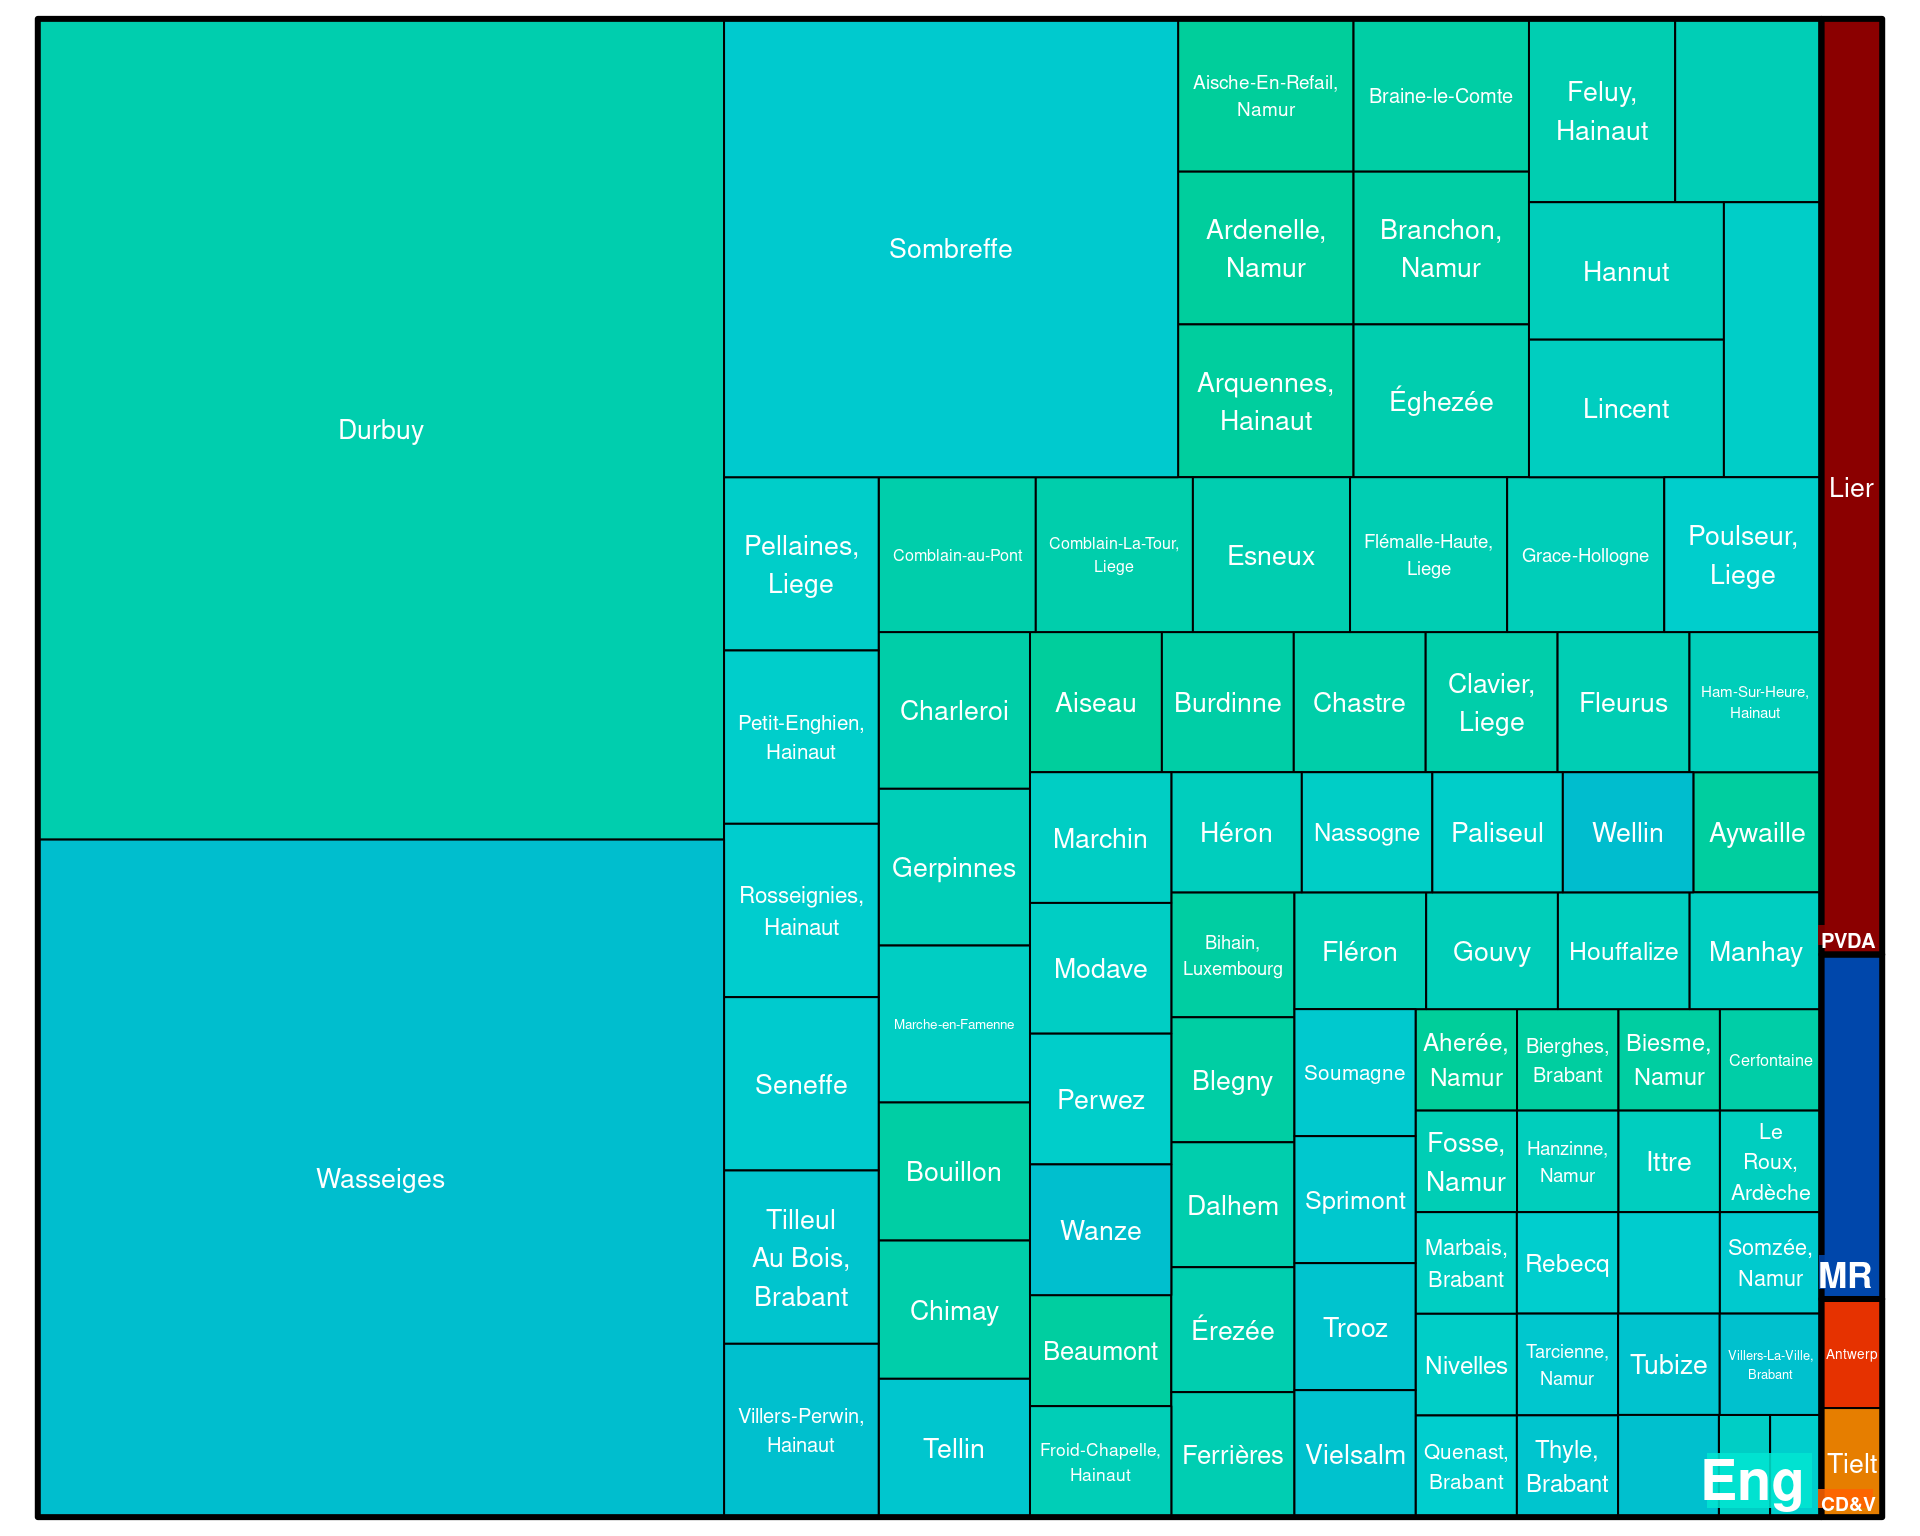 Durbuy
Wasseiges
Sombreffe
Aische-En-Refail,
Namur
Braine-le-Comte
Feluy,
Hainaut
Ardenelle,
Namur
Branchon,
Namur
Hannut
Arquennes,
Hainaut
Éghezée
Lincent
Pellaines,
Liege
Comblain-au-Pont
Comblain-La-Tour,
Liege
Esneux
Flémalle-Haute,
Liege
Grace-Hollogne
Poulseur,
Liege
Petit-Enghien,
Hainaut
Rosseignies,
Hainaut
Seneffe
Tilleul
Au Bois,
Brabant
Villers-Perwin,
Hainaut
Charleroi
Gerpinnes
Marche-en-Famenne
Bouillon
Chimay
Tellin
Aiseau
Burdinne
Chastre
Clavier,
Liege
Fleurus
Ham-Sur-Heure,
Hainaut
Marchin
Modave
Perwez
Wanze
Beaumont
Froid-Chapelle,
Hainaut
Héron
Nassogne
Paliseul
Wellin
Aywaille
Bihain,
Luxembourg
Blegny
Dalhem
Érezée
Ferrières
Fléron
Gouvy
Houffalize
Manhay
Soumagne
Sprimont
Trooz
Vielsalm
Aherée,
Namur
Bierghes,
Brabant
Biesme,
Namur
Cerfontaine
Fosse,
Namur
Hanzinne,
Namur
Ittre
Le
Roux,
Ardèche
Marbais,
Brabant
Rebecq
Somzée,
Namur
Nivelles
Tarcienne,
Namur
Tubize
Villers-La-Ville,
Brabant
Quenast,
Brabant
Thyle,
Brabant
Eng
Lier
PVDA
MR
Antwerp
Tielt
CD&V